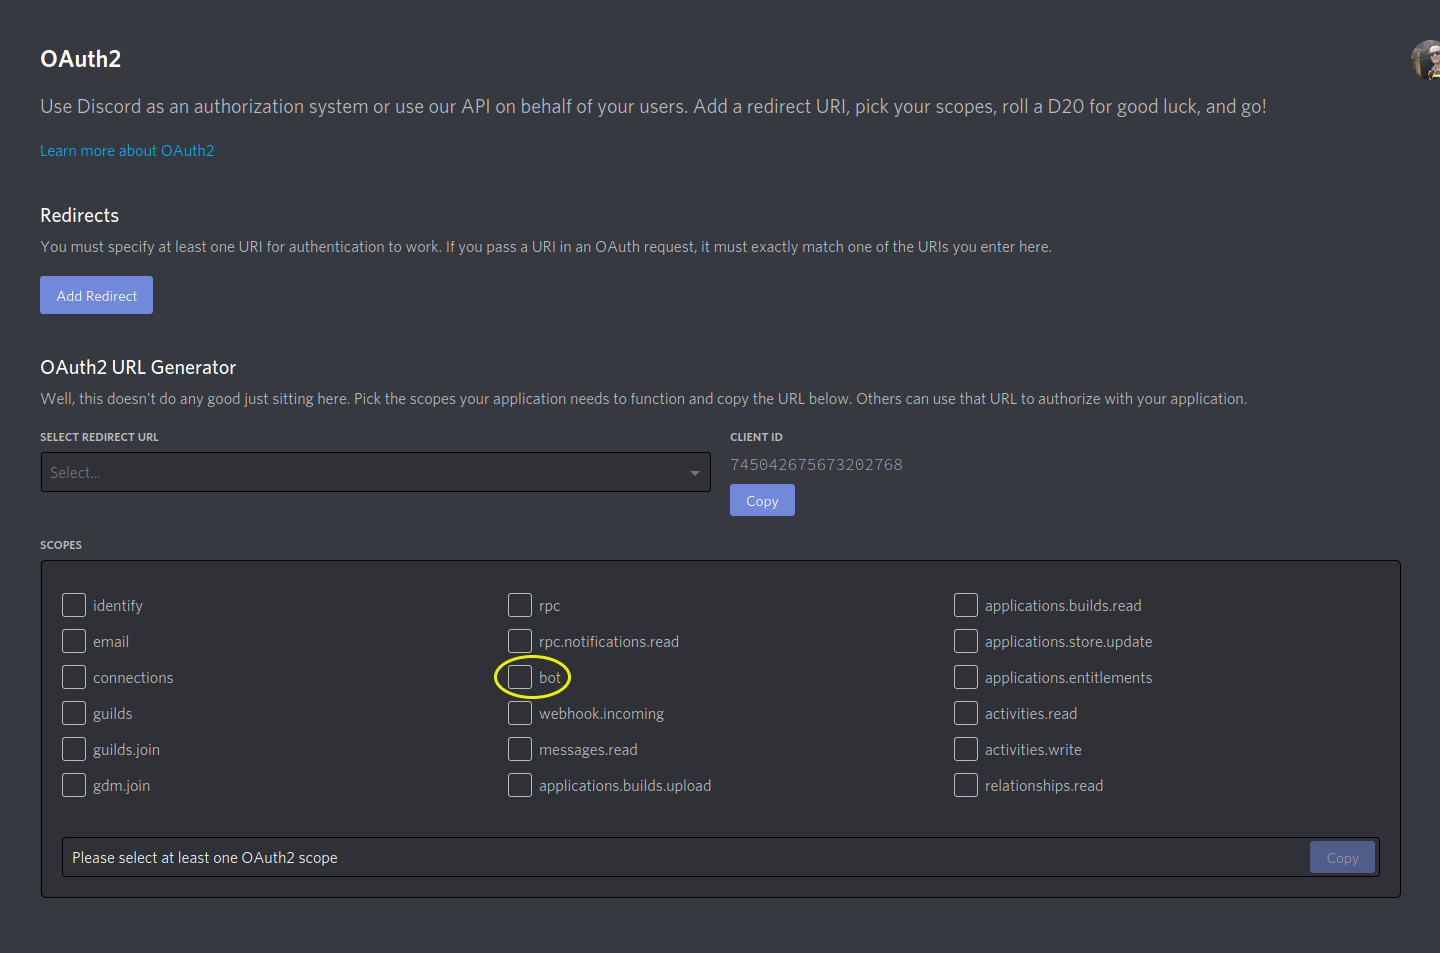 OAuth2
Use Discord as an authorization system or use our API on behalf of your users. Add a redirect URI, pick your scopes, roll a D20 for good luck, and go!
Learn more about OAuth2
Redirects
You must specify at least one URI for authentication to work. If you pass a URI in an OAuth request, it must exactly match one of the URIs you enter here.
Add Redirect
OAuth2 URL Generator
Well, this doesn't do any good just sitting here. Pick the scopes your application needs to function and copy the URL below. Others can use that URL to authorize with your application.
SELECT REDIRECT URL
Select...
CLIENT ID
745042675673202768
Copy
SCOPES
identify
email
connections
guilds
guilds.join
gdm.join
rpc
rpc.notifications.read
bot
webhook.incoming
messages.read
applications.builds.upload
applications.builds.read
applications.store.update
applications.entitlements
activities.read
activities.write
relationships.read
Please select at least one OAuth2 scope
Copy